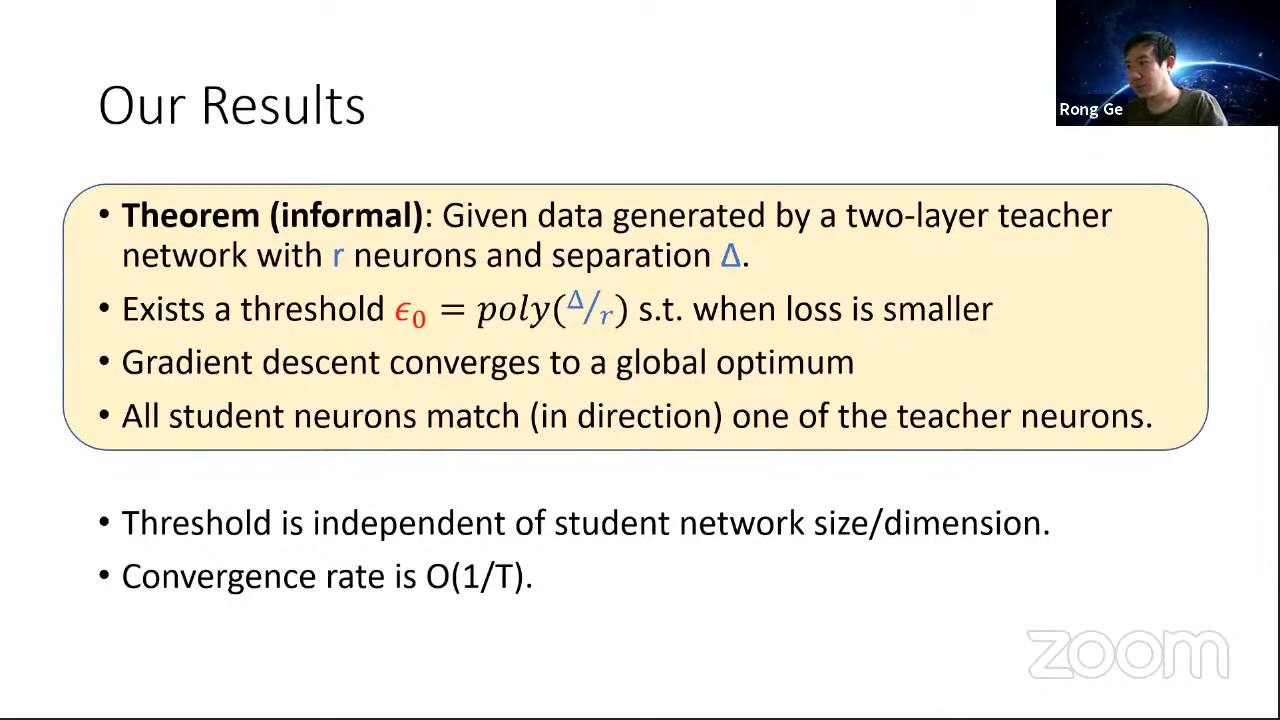 Rong Ge
Our Results
• Theorem (informal): Given data generated by a two-layer teacher
network with r neurons and separation Δ.
• Exists a threshold ϵ₀ = poly(Δ/r) s.t. when loss is smaller
• Gradient descent converges to a global optimum
• All student neurons match (in direction) one of the teacher neurons.
• Threshold is independent of student network size/dimension.
• Convergence rate is O(1/T).
zoom